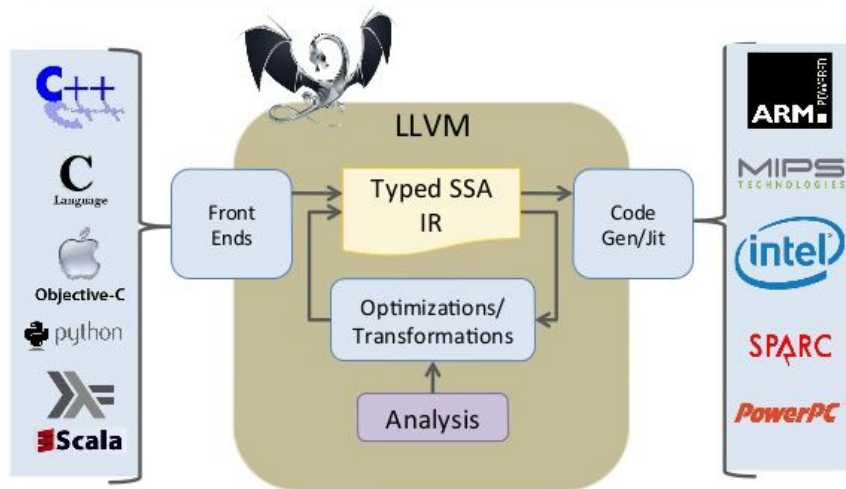 C++
C
Language
Objective-C
python
Scala
Front
Ends
LLVM
Typed SSA
IR
Optimizations/
Transformations
Analysis
Code
Gen/Jit
ARM
POWERED
MIPS
TECHNOLOGIES
intel
SPARC
PowerPC